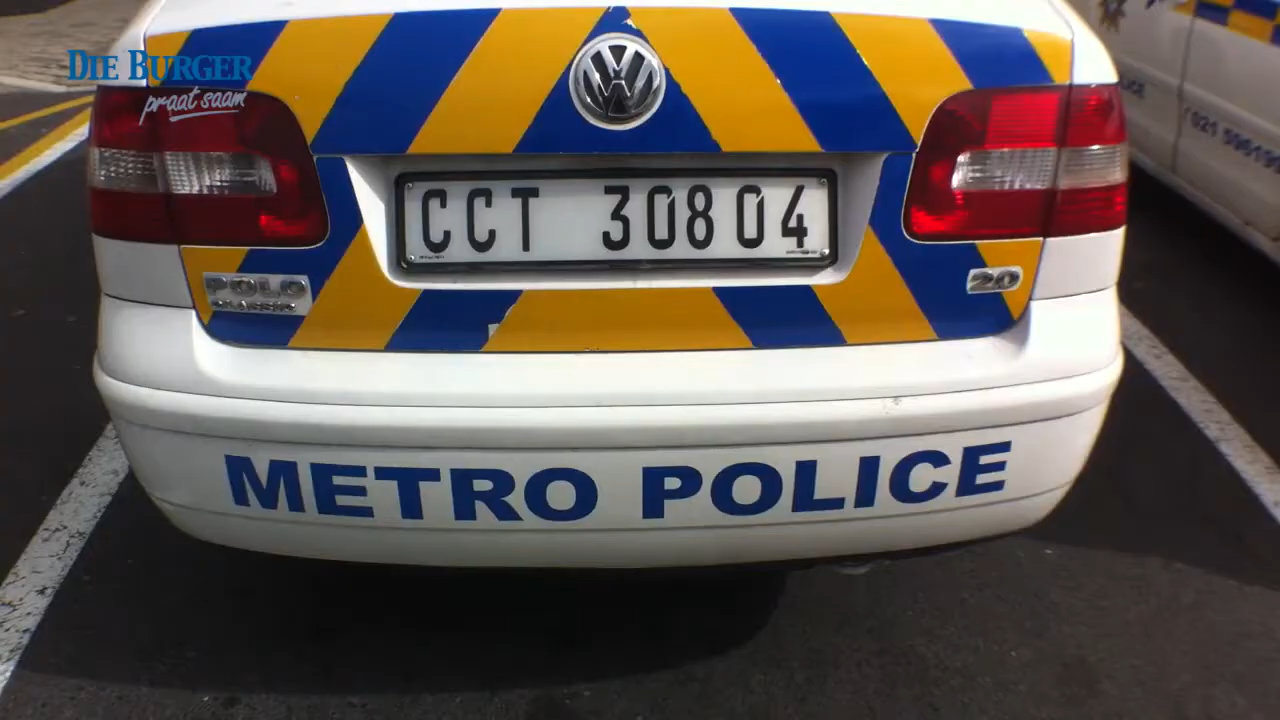 DIE BURGER
praat saam
CCT 30804
POLO
CLASSIC
20
METRO POLICE